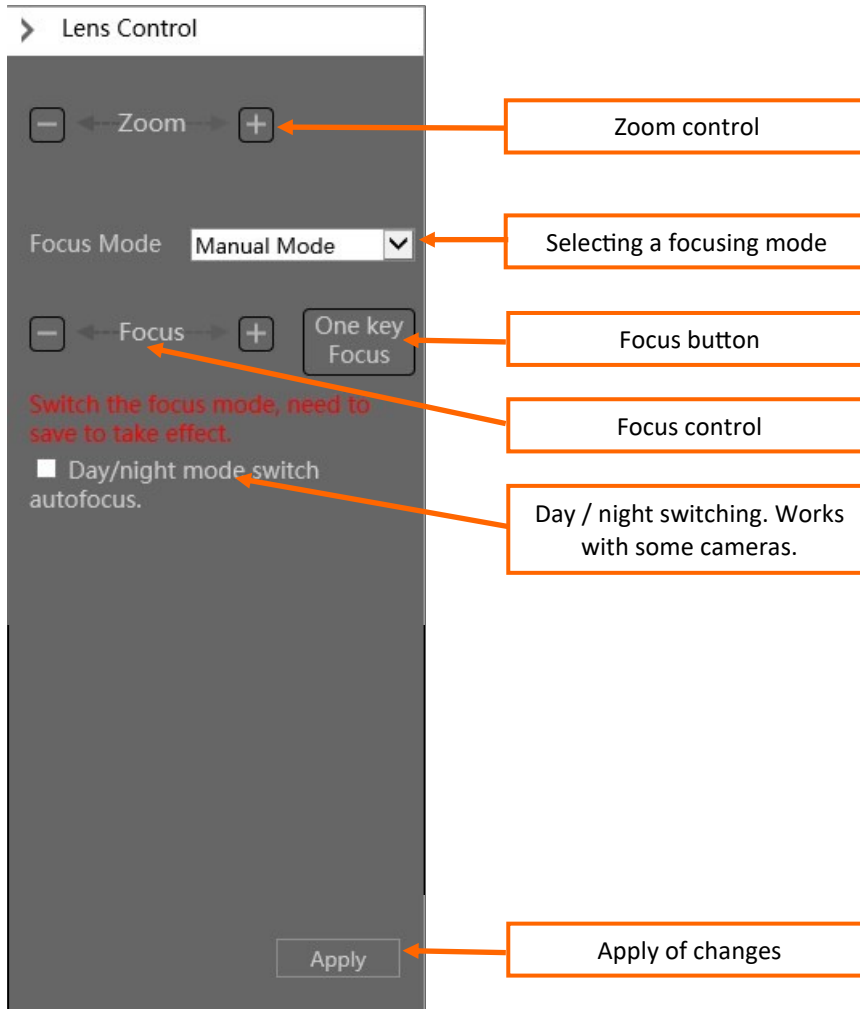 Lens Control
Zoom
Zoom control
Focus Mode
Manual Mode
Selecting a focusing mode
Focus
One key
Focus
Focus button
Switch the focus mode, need to
save to take effect.
Focus control
Day/night mode switch
autofocus.
Day / night switching. Works
with some cameras.
Apply
Apply of changes